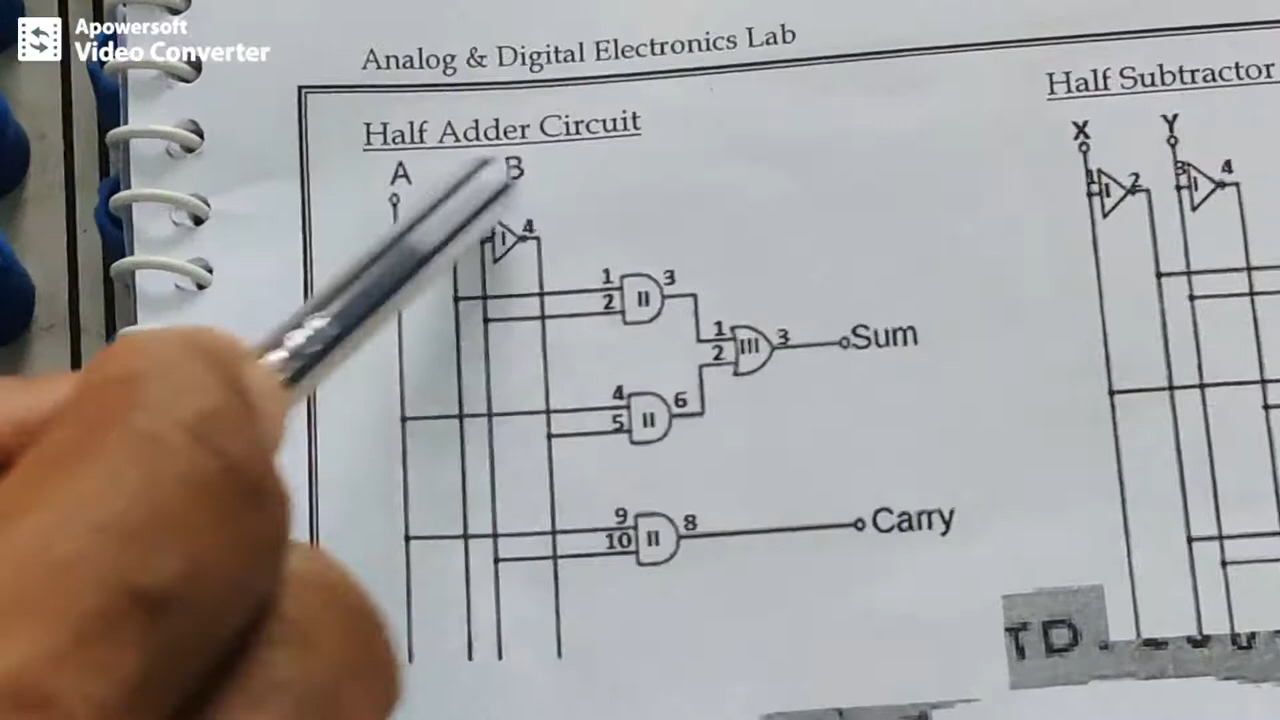 Apowersoft
Video Converter
Analog & Digital Electronics Lab
Half Adder Circuit
Half Subtractor
A
B
X
Y
I
4
I
2
3
I
4
1
2
II
3
1
2
III
3
Sum
4
5
II
6
9
10
II
8
Carry
TD.